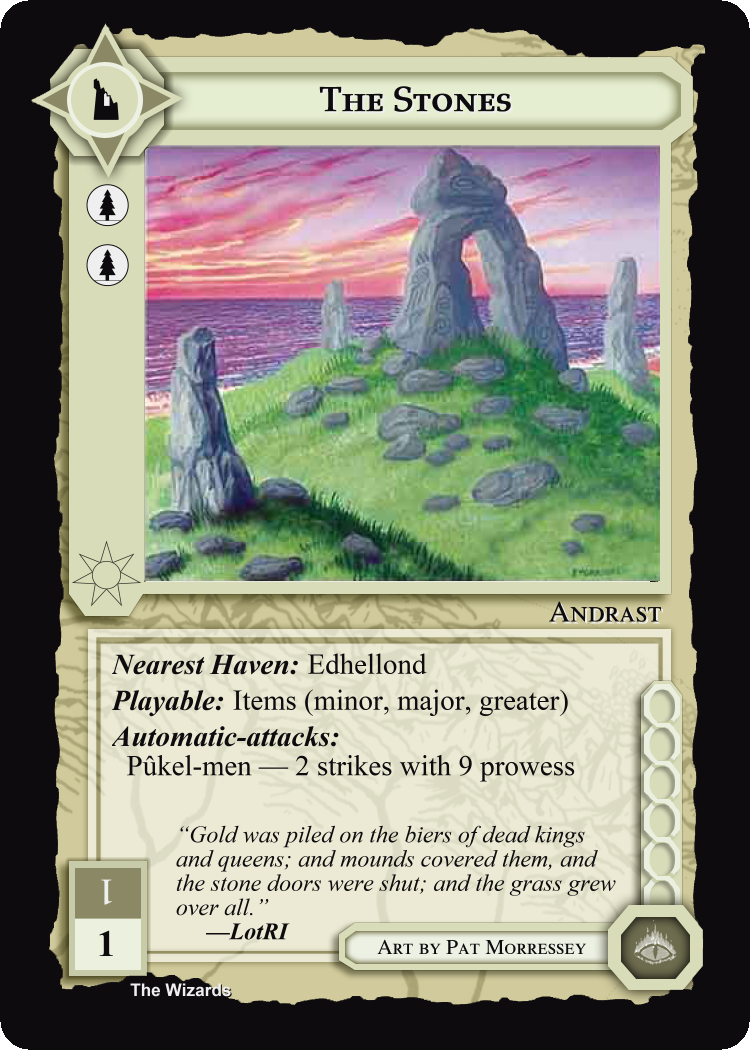 The Stones
Andrast
Nearest Haven: Edhellond
Playable: Items (minor, major, greater)
Automatic-attacks:
Pûkel-men — 2 strikes with 9 prowess
“Gold was piled on the biers of dead kings
and queens; and mounds covered them, and
the stone doors were shut; and the grass grew
over all.”
—LotRI
1
1
Art by Pat Morressey
The Wizards